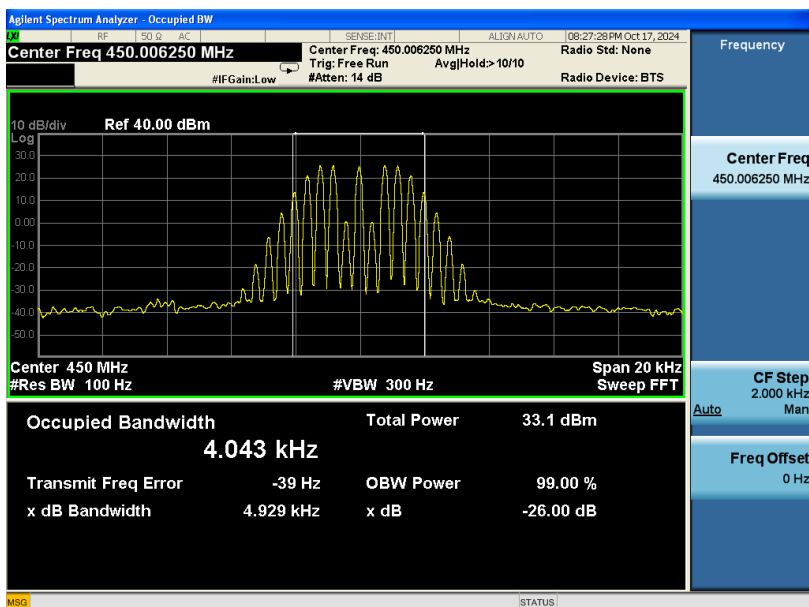 Agilent Spectrum Analyzer - Occupied BW
LXI RF 50 Ω AC SENSE:INT ALIGN AUTO 08:27:28 PM Oct 17, 2024
Center Freq 450.006250 MHz
Center Freq: 450.006250 MHz
Radio Std: None
Trig: Free Run Avg|Hold:>10/10
#IFGain:Low #Atten: 14 dB Radio Device: BTS
Frequency
10 dB/div Ref 40.00 dBm
Log
30.0
20.0
10.0
0.00
-10.0
-20.0
-30.0
-40.0
-50.0
Center 450 MHz Span 20 kHz
#Res BW 100 Hz #VBW 300 Hz Sweep FFT
Occupied Bandwidth Total Power 33.1 dBm
4.043 kHz
Transmit Freq Error -39 Hz OBW Power 99.00 %
x dB Bandwidth 4.929 kHz x dB -26.00 dB
Center Freq
450.006250 MHz
CF Step
2.000 kHz
Auto Man
Freq Offset
0 Hz
MSG STATUS